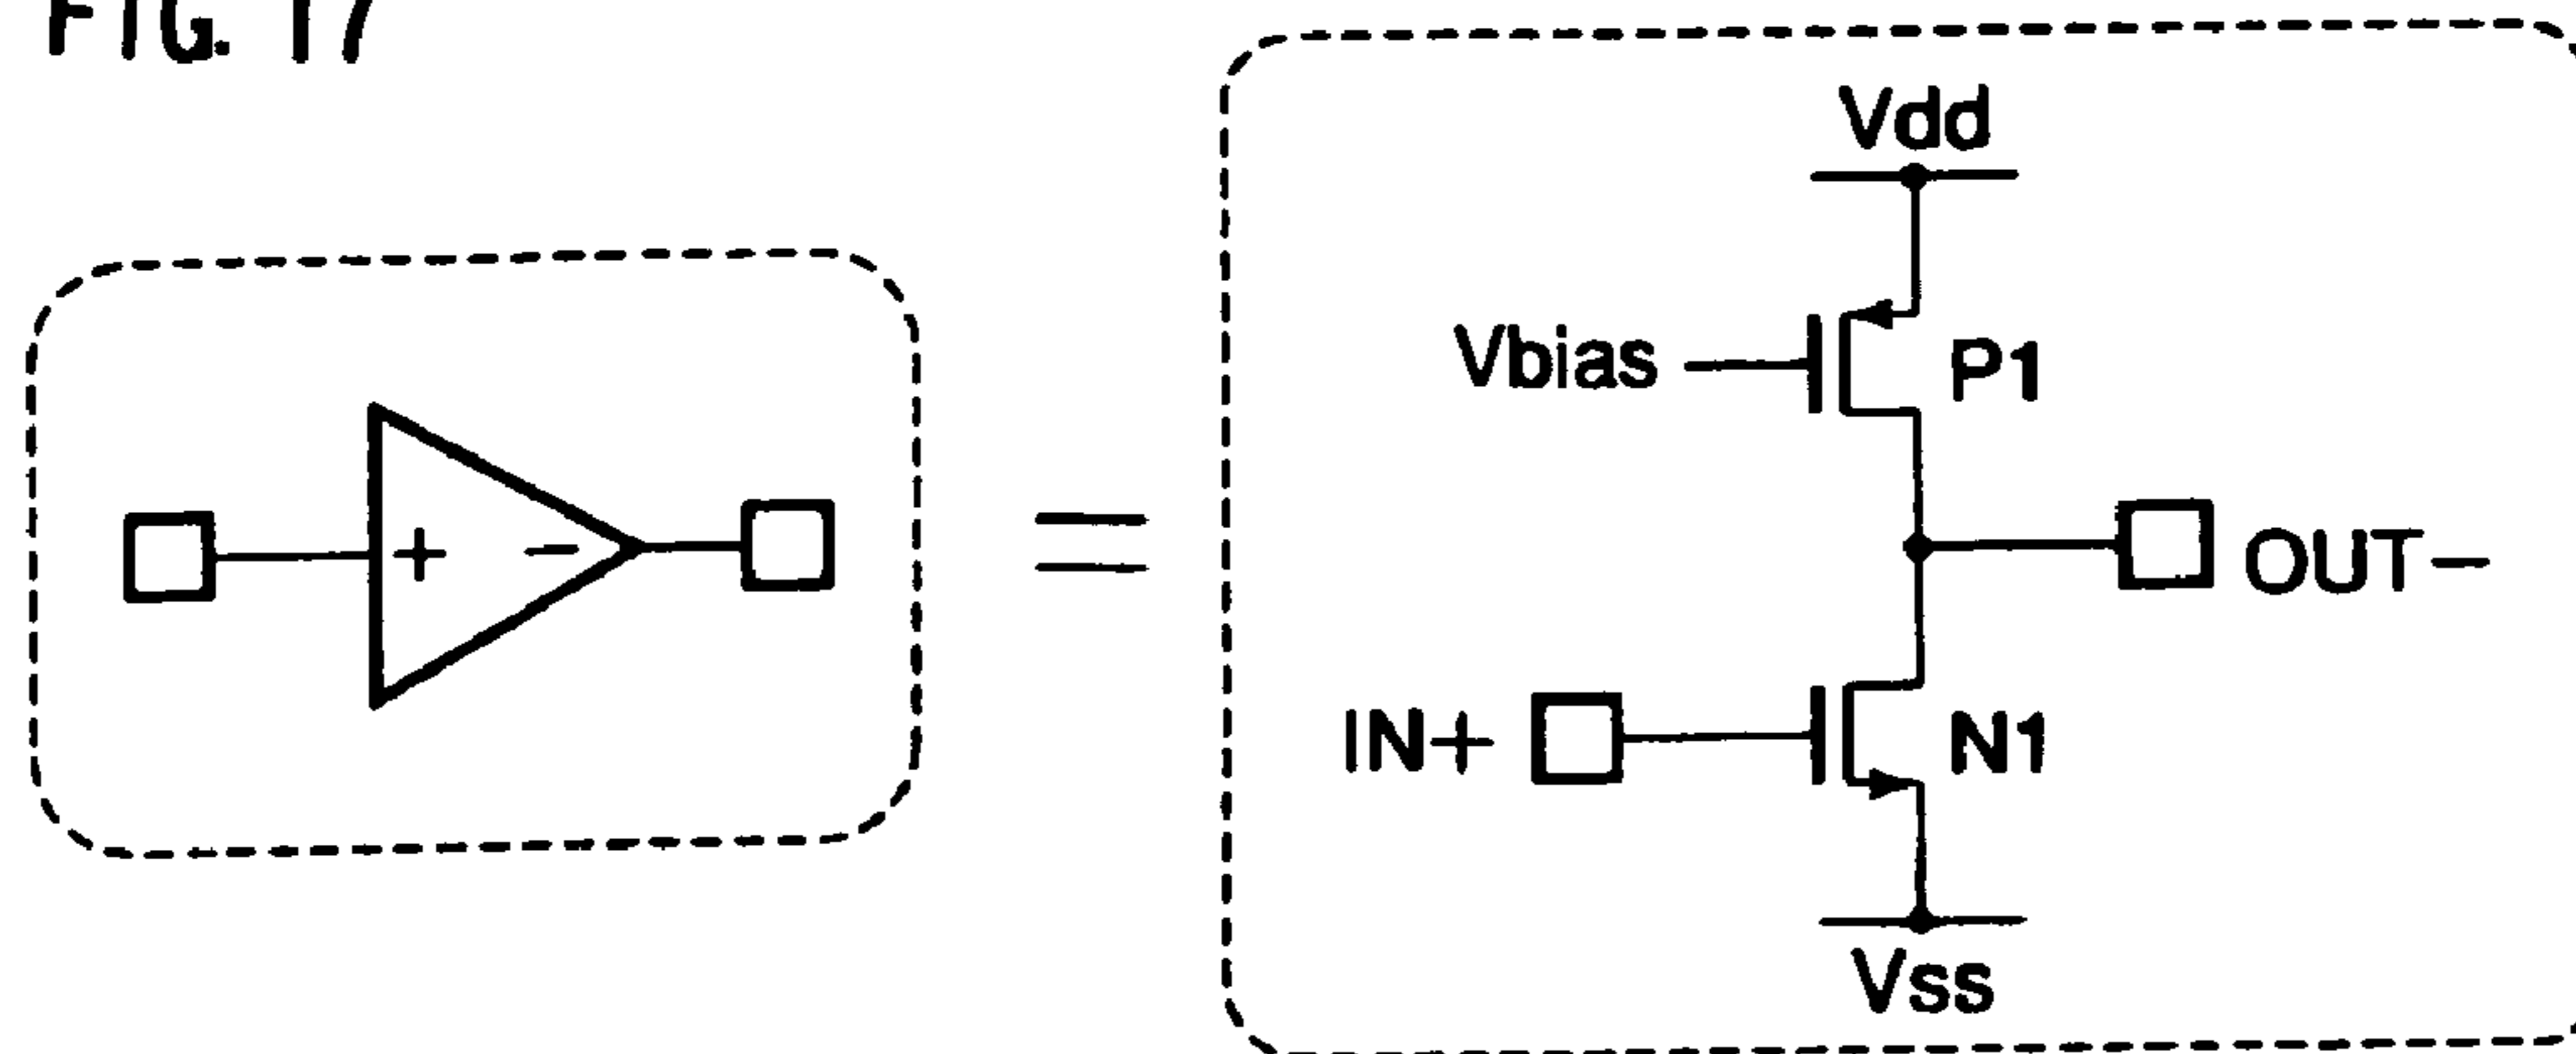 FIG. 17
Vdd
Vbias
P1
+ −
=
OUT−
IN+
N1
Vss